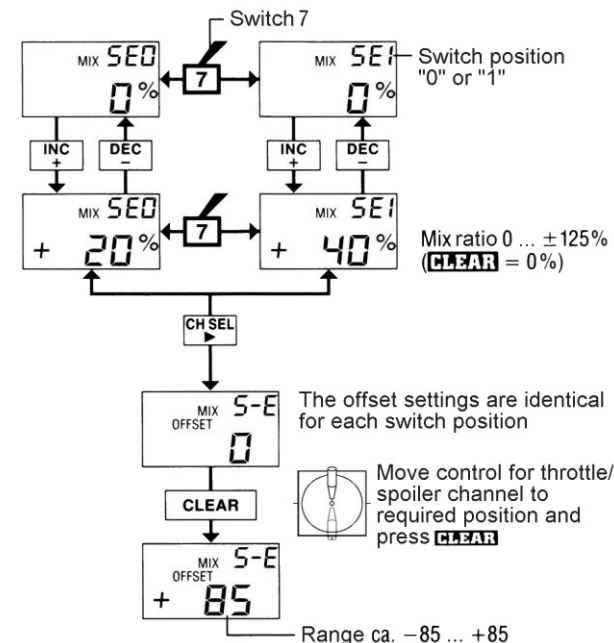 Switch 7
MIX SE0
0%
7
MIX SE1
0%
Switch position
"0" or "1"
INC
+
DEC
−
INC
+
DEC
−
MIX SE0
+ 20%
7
MIX SE1
+ 40%
Mix ratio 0 ... ±125%
(CLEAR = 0%)
CH SEL
▶
MIX S-E
OFFSET
0
The offset settings are identical
for each switch position
CLEAR
Move control for throttle/
spoiler channel to
required position and
press CLEAR
MIX S-E
OFFSET
+ 85
Range ca. −85 ... +85